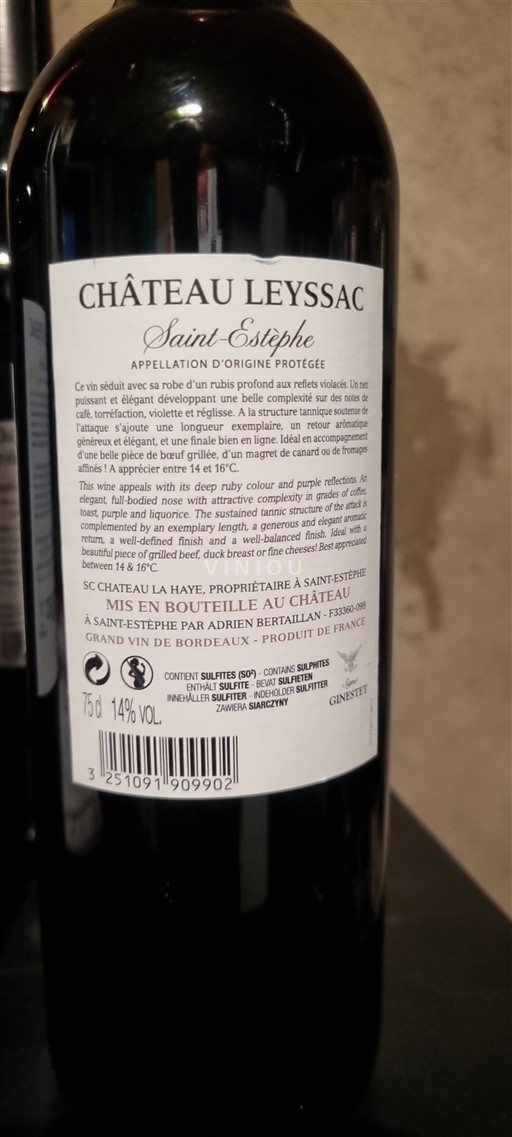 CHÂTEAU LEYSSAC
Saint-Estèphe
APPELLATION D'ORIGINE PROTÉGÉE
Ce vin séduit avec sa robe d'un rubis profond aux reflets violacés. Un nez
puissant et élégant développant une belle complexité sur des notes de
café, torréfaction, violette et réglisse. A la structure tannique soutenue de
l'attaque s'ajoute une longueur exemplaire, un retour arômatique
généreux et élégant, et une finale bien en ligne. Idéal en accompagnement
d'une belle pièce de bœuf grillée, d'un magret de canard ou de fromages
affinés ! A apprécier entre 14 et 16°C.
This wine appeals with its deep ruby colour and purple reflections. An
elegant, full-bodied nose with attractive complexity in grades of coffee,
toast, purple and liquorice. The sustained tannic structure of the attack is
complemented by an exemplary length, a generous and elegant aromatic
return, a well-defined finish and a well-balanced finish. Ideal with a
beautiful piece of grilled beef, duck breast or fine cheeses! Best appreciated
between 14 & 16°C.
VINIOU
SC CHATEAU LA HAYE, PROPRIÉTAIRE À SAINT-ESTÈPHE
MIS EN BOUTEILLE AU CHÂTEAU
À SAINT-ESTÈPHE PAR ADRIEN BERTAILLAN - F33360-099
GRAND VIN DE BORDEAUX - PRODUIT DE FRANCE
CONTIENT SULFITES (SO²) - CONTAINS SULPHITES
ENTHÄLT SULFITE - BEVAT SULFIETEN
INNEHÅLLER SULFITER - INDEHOLDER SULFITTER
ZAWIERA SIARCZYNY
GINESTET
75 cl 14% VOL.
3 251091 909902